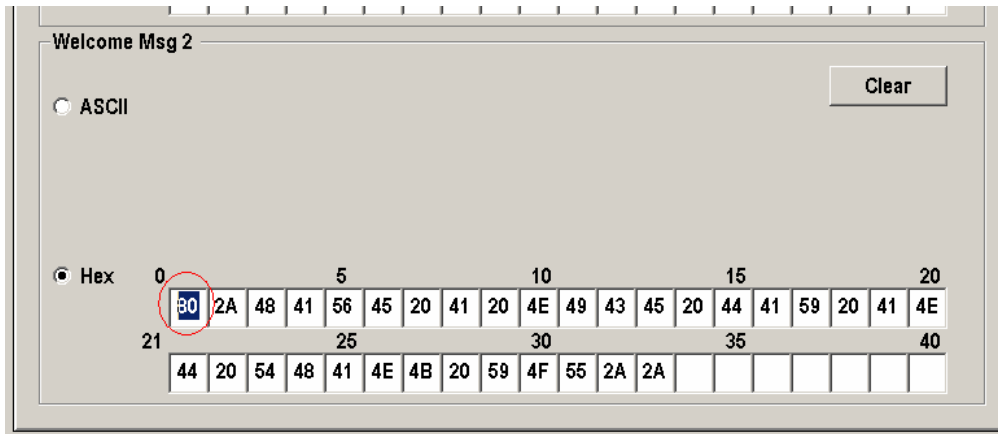 Welcome Msg 2
Clear
ASCII
Hex 0 5 10 15 20
80 2A 48 41 56 45 20 41 20 4E 49 43 45 20 44 41 59 20 41 4E
21 25 30 35 40
44 20 54 48 41 4E 4B 20 59 4F 55 2A 2A